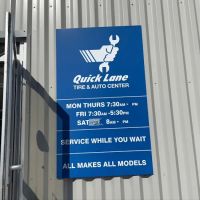 Quick Lane
TIRE & AUTO CENTER
MON THURS 7:30AM - PM
FRI 7:30AM -5:30PM
SAT 8AM - PM
SERVICE WHILE YOU WAIT
ALL MAKES ALL MODELS